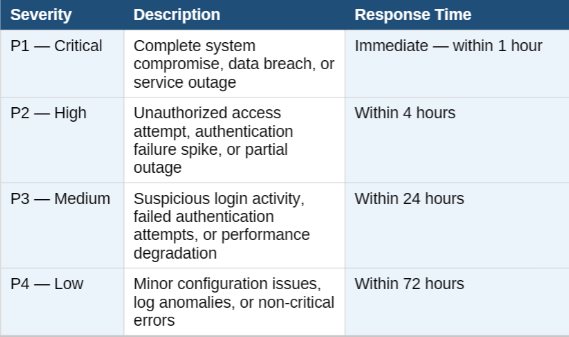 Severity Description Response Time
P1 — Critical Complete system Immediate — within 1 hour
compromise, data breach, or
service outage
P2 — High Unauthorized access Within 4 hours
attempt, authentication
failure spike, or partial
outage
P3 — Medium Suspicious login activity, Within 24 hours
failed authentication
attempts, or performance
degradation
P4 — Low Minor configuration issues, Within 72 hours
log anomalies, or non-critical
errors